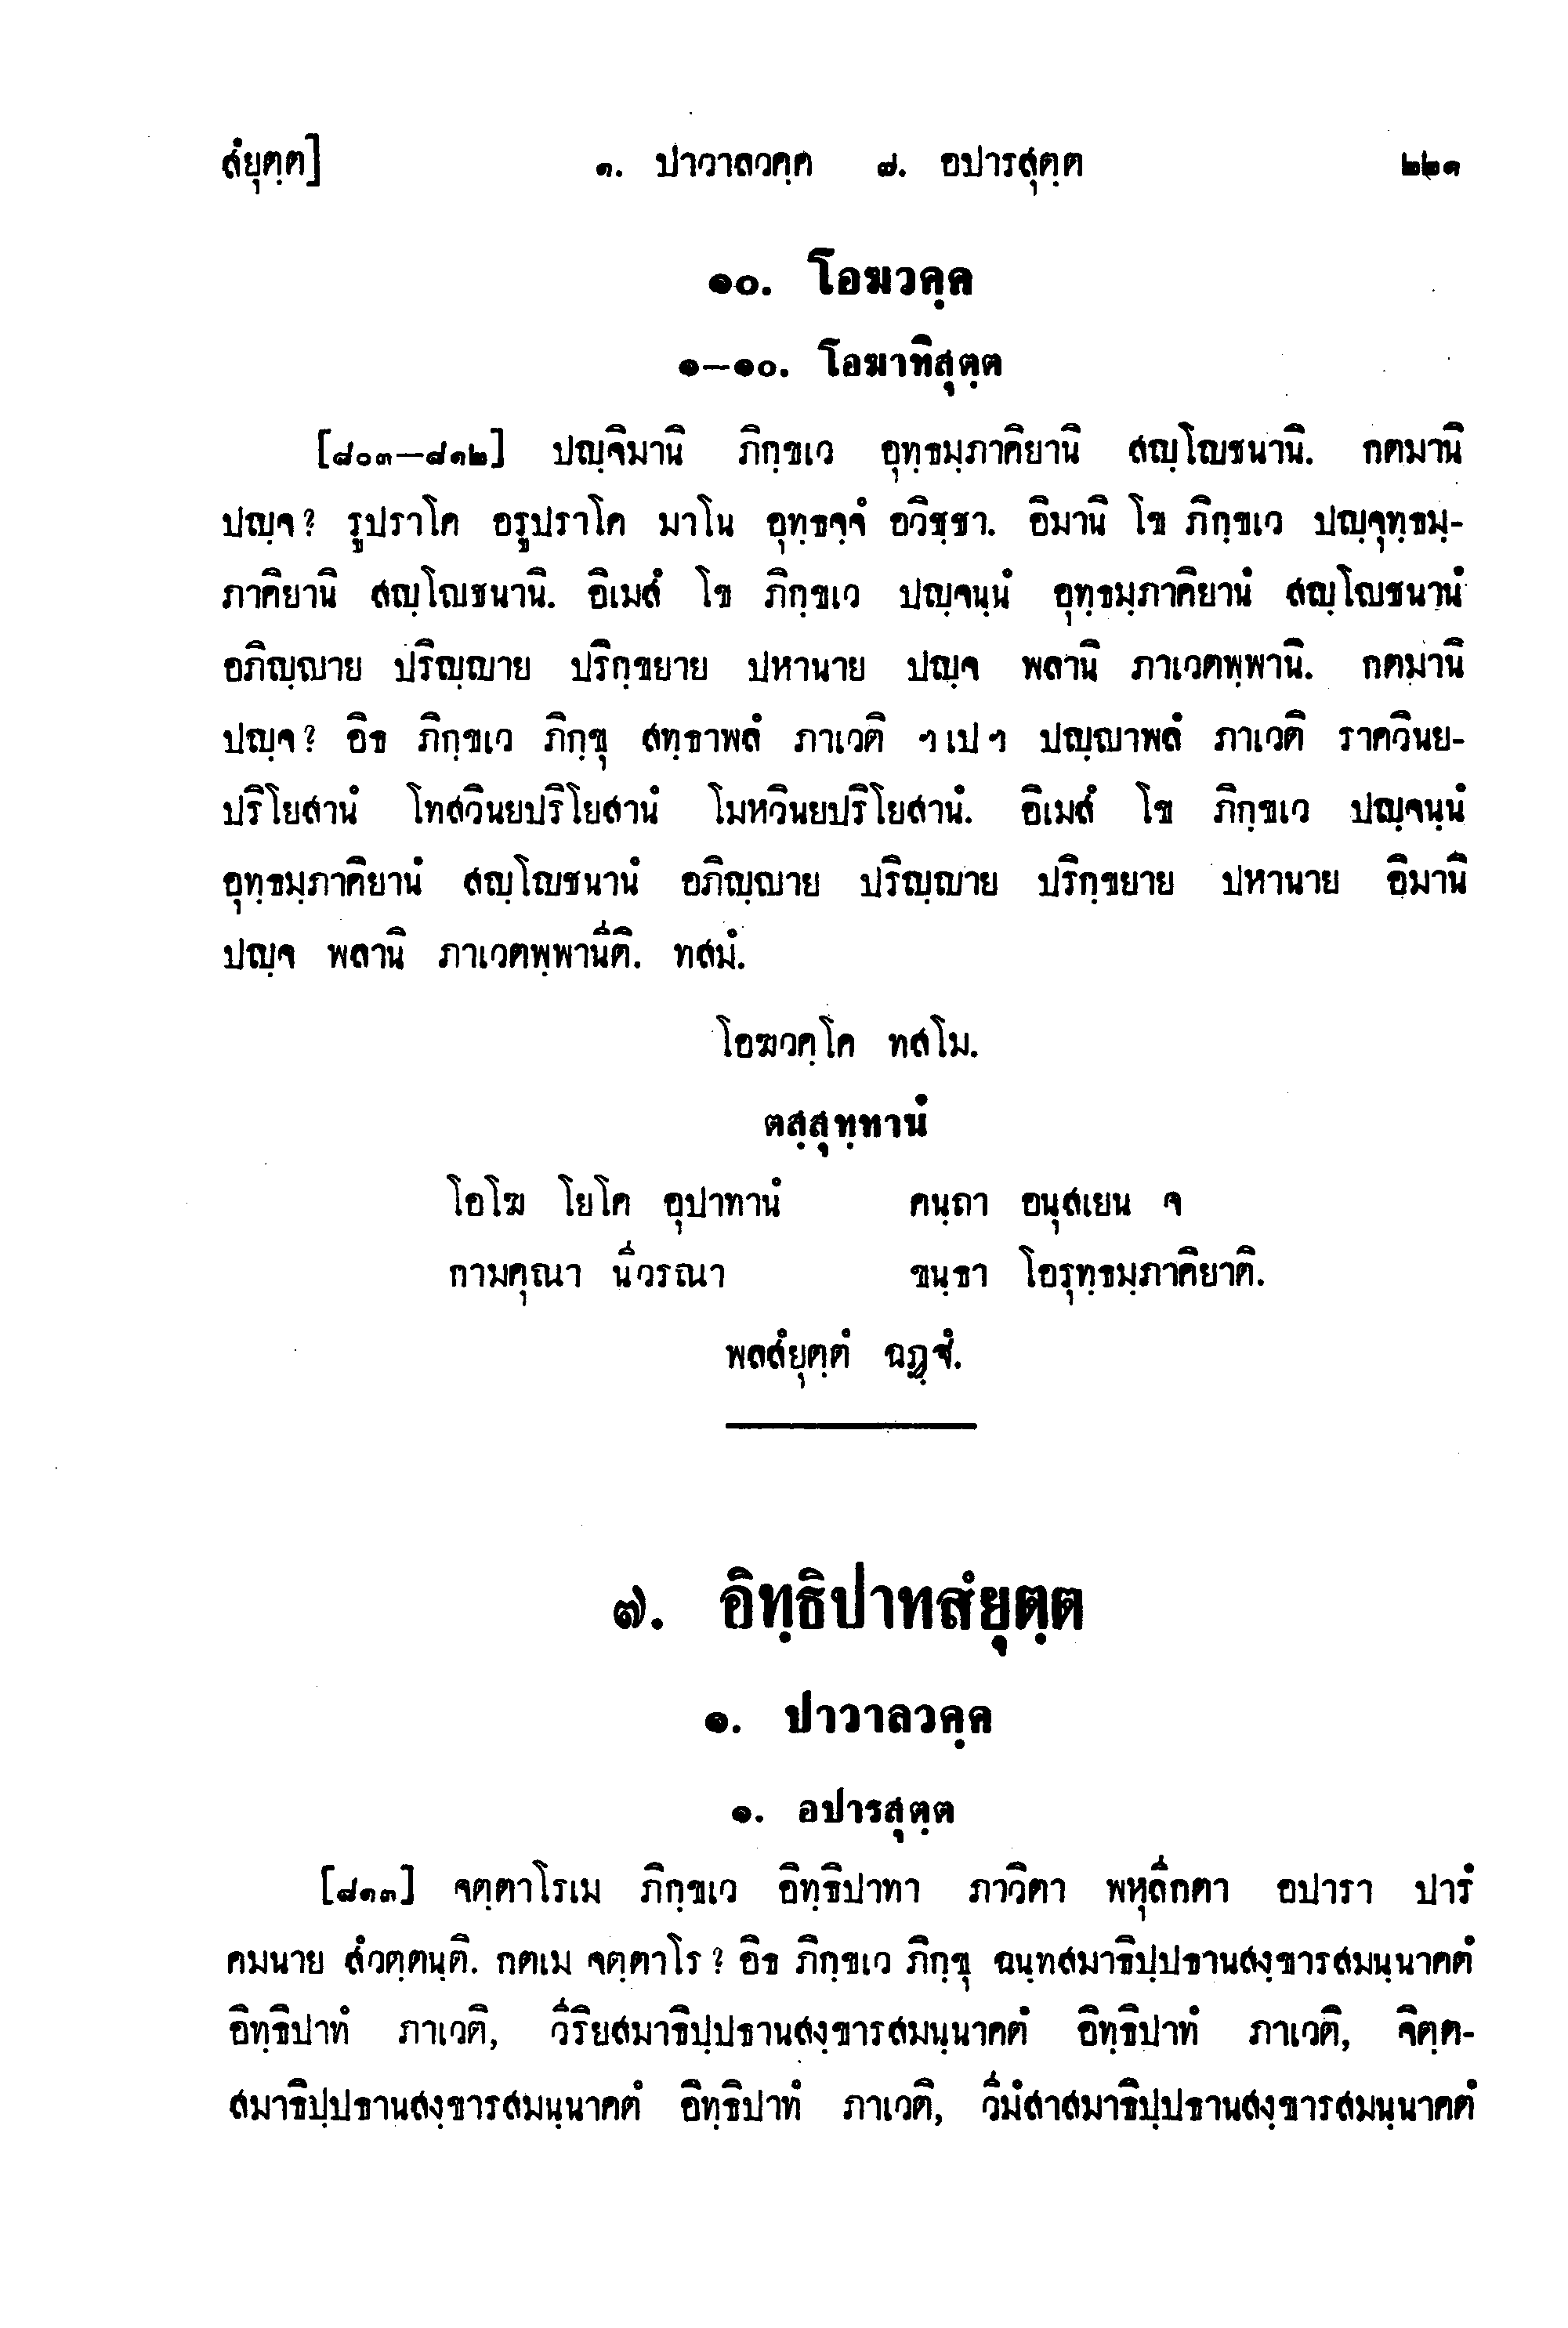 สํยุตฺต]   ๑. ปาวาลวคฺค   ๗. อปารสุตฺต   ๒๒๑
๑๐. โอฆวคฺค
๑–๑๐. โอฆาทิสุตฺต
[๘๐๓–๘๑๒] ปญฺจิมานิ ภิกฺขเว อุทฺธมฺภาคิยานิ สญฺโญชนานิ. กตมานิ
ปญฺจ? รูปราโค อรูปราโค มาโน อุทฺธจฺจํ อวิชฺชา. อิมานิ โข ภิกฺขเว ปญฺจุทฺธมฺ-
ภาคิยานิ สญฺโญชนานิ. อิเมสํ โข ภิกฺขเว ปญฺจนฺนํ อุทฺธมฺภาคิยานํ สญฺโญชนานํ
อภิญฺญาย ปริญฺญาย ปริกฺขยาย ปหานาย ปญฺจ พลานิ ภาเวตพฺพานิ. กตมานิ
ปญฺจ? อิธ ภิกฺขเว ภิกฺขุ สทฺธาพลํ ภาเวติ ฯเปฯ ปญฺญาพลํ ภาเวติ ราควินย-
ปริโยสานํ โทสวินยปริโยสานํ โมหวินยปริโยสานํ. อิเมสํ โข ภิกฺขเว ปญฺจนฺนํ
อุทฺธมฺภาคิยานํ สญฺโญชนานํ อภิญฺญาย ปริญฺญาย ปริกฺขยาย ปหานาย อิมานิ
ปญฺจ พลานิ ภาเวตพฺพานีติ. ทสมํ.
โอฆวคฺโค ทสโม.
ตสฺสุทฺทานํ
โอโฆ โยโค อุปาทานํ   คนฺถา อนุสเยน จ
กามคุณา นีวรณา   ขนฺธา โอรุทฺธมฺภาคิยาติ.
พลสํยุตฺตํ ฉฏฺฐํ.
๗. อิทฺธิปาทสํยุตฺต
๑. ปาวาลวคฺค
๑. อปารสุตฺต
[๘๑๓] จตฺตาโรเม ภิกฺขเว อิทฺธิปาทา ภาวิตา พหุลีกตา อปารา ปารํ
คมนาย สํวตฺตนฺติ. กตเม จตฺตาโร? อิธ ภิกฺขเว ภิกฺขุ ฉนฺทสมาธิปฺปธานสงฺขารสมนฺนาคตํ
อิทฺธิปาทํ ภาเวติ, วีริยสมาธิปฺปธานสงฺขารสมนฺนาคตํ อิทฺธิปาทํ ภาเวติ, จิตฺต-
สมาธิปฺปธานสงฺขารสมนฺนาคตํ อิทฺธิปาทํ ภาเวติ, วีมํสาสมาธิปฺปธานสงฺขารสมนฺนาคตํ